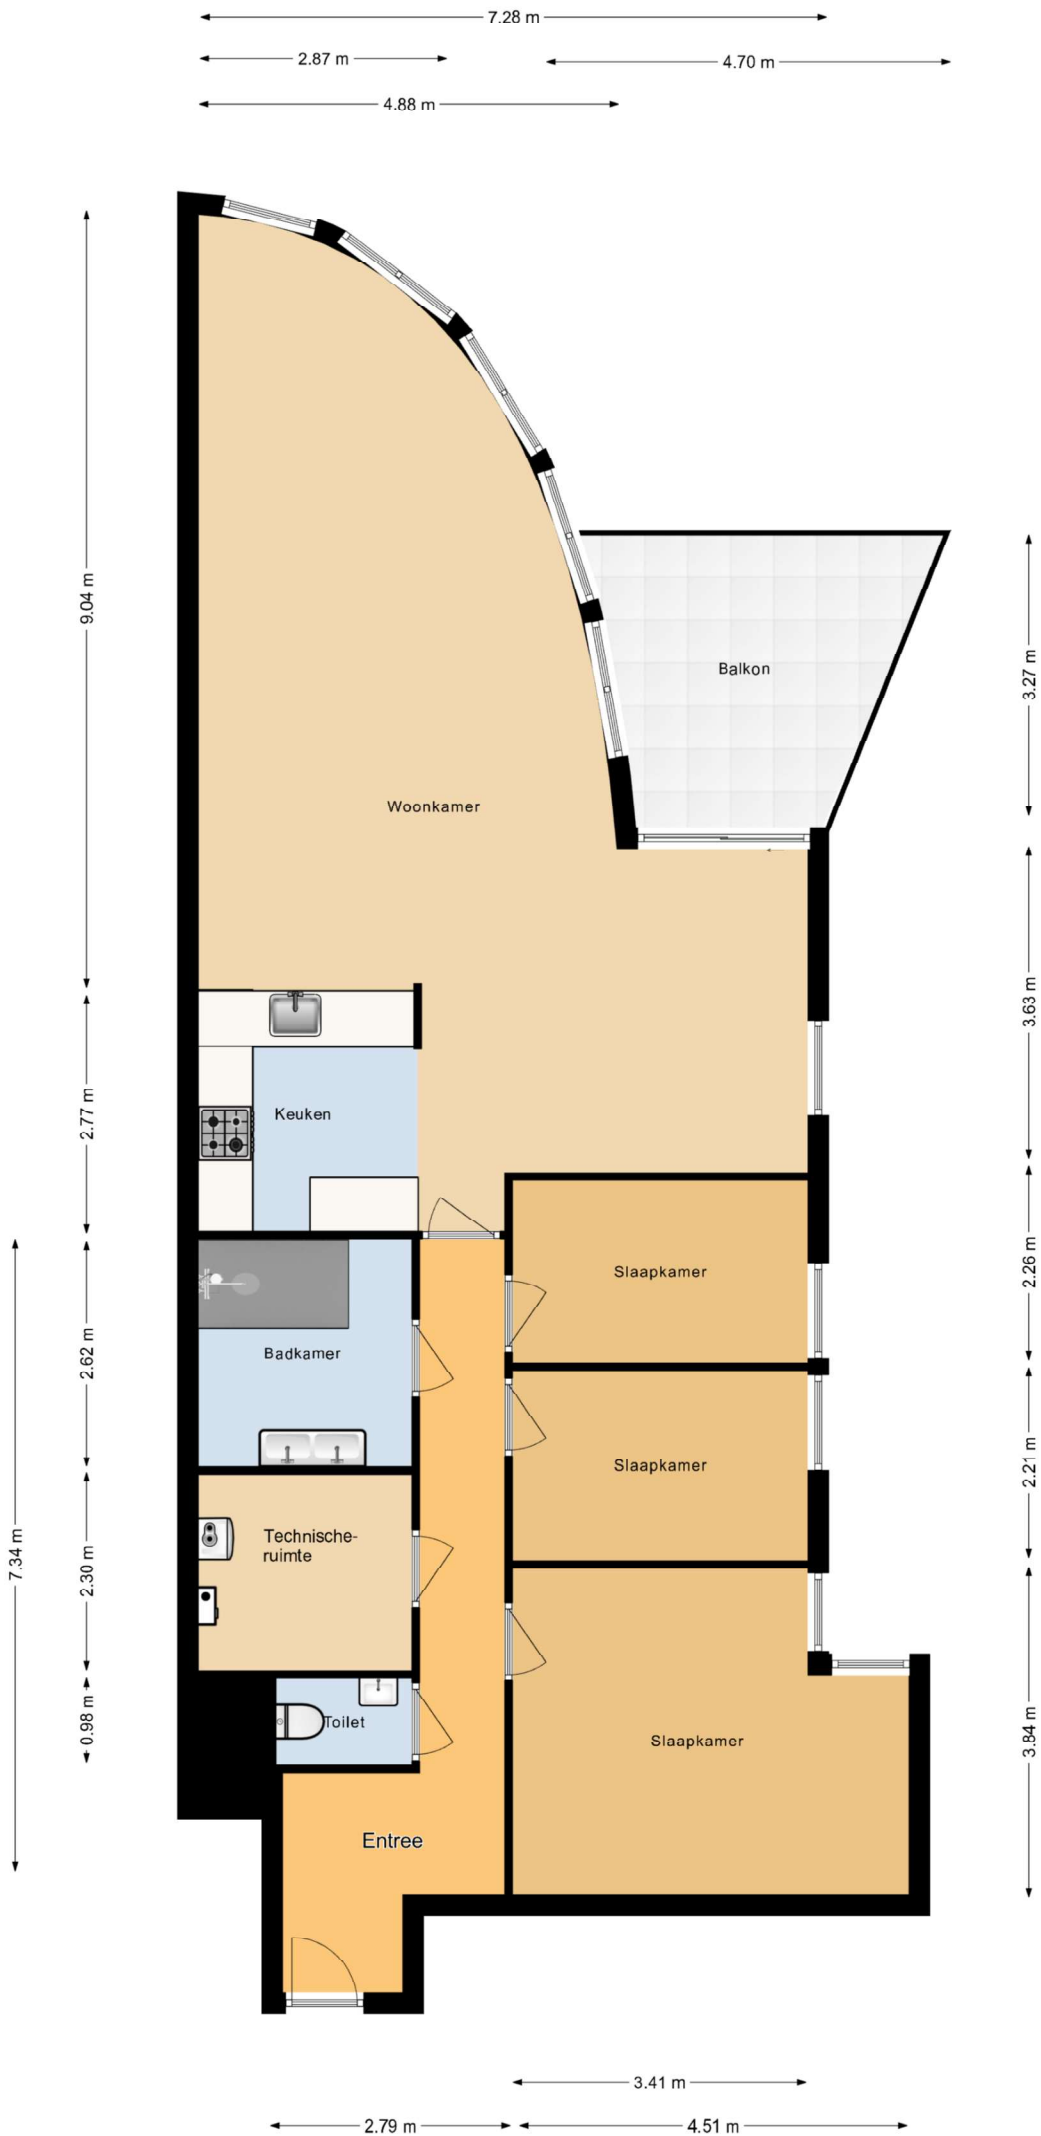 7.28 m
2.87 m
4.70 m
4.88 m
9.04 m
3.27 m
Balkon
Woonkamer
3.63 m
2.77 m
Keuken
2.26 m
Slaapkamer
2.62 m
Badkamer
2.21 m
Slaapkamer
7.34 m
2.30 m
Technische-
ruimte
0.98 m
Toilet
3.84 m
Slaapkamer
Entree
3.41 m
2.79 m
4.51 m